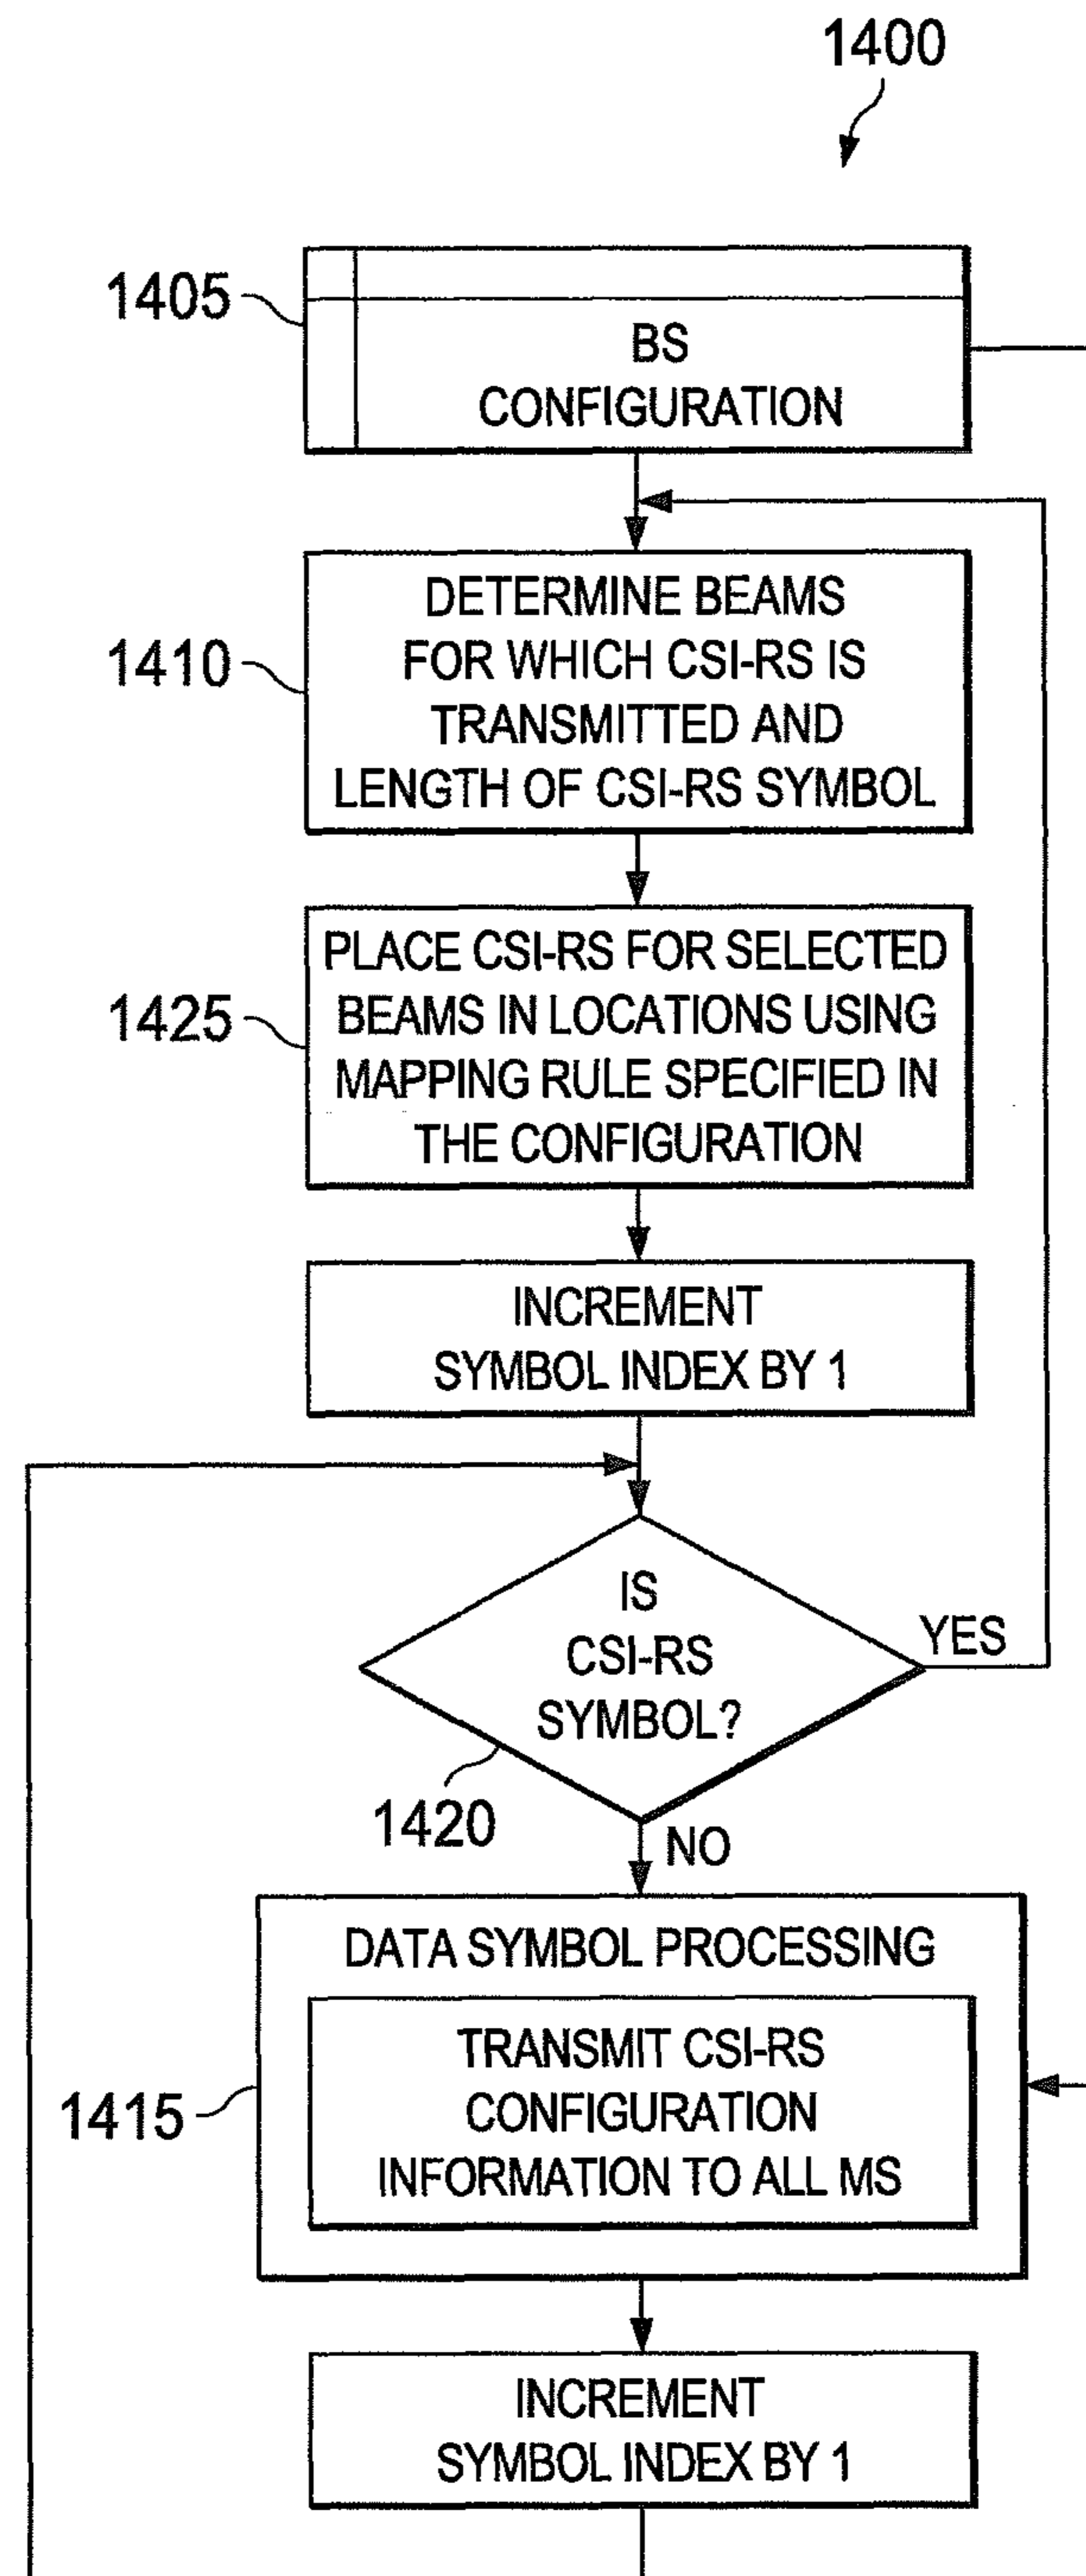 1400
1405
BS
CONFIGURATION
1410
DETERMINE BEAMS
FOR WHICH CSI-RS IS
TRANSMITTED AND
LENGTH OF CSI-RS SYMBOL
1425
PLACE CSI-RS FOR SELECTED
BEAMS IN LOCATIONS USING
MAPPING RULE SPECIFIED IN
THE CONFIGURATION
INCREMENT
SYMBOL INDEX BY 1
IS
CSI-RS
SYMBOL?
YES
1420
NO
DATA SYMBOL PROCESSING
1415
TRANSMIT CSI-RS
CONFIGURATION
INFORMATION TO ALL MS
INCREMENT
SYMBOL INDEX BY 1